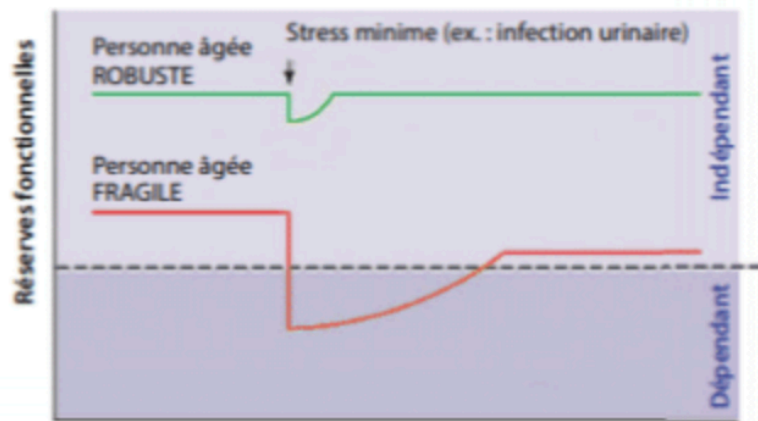 Stress minime (ex. : infection urinaire)
Personne âgée
ROBUSTE
Personne âgée
FRAGILE
Réserves fonctionnelles
Indépendant
Dépendant